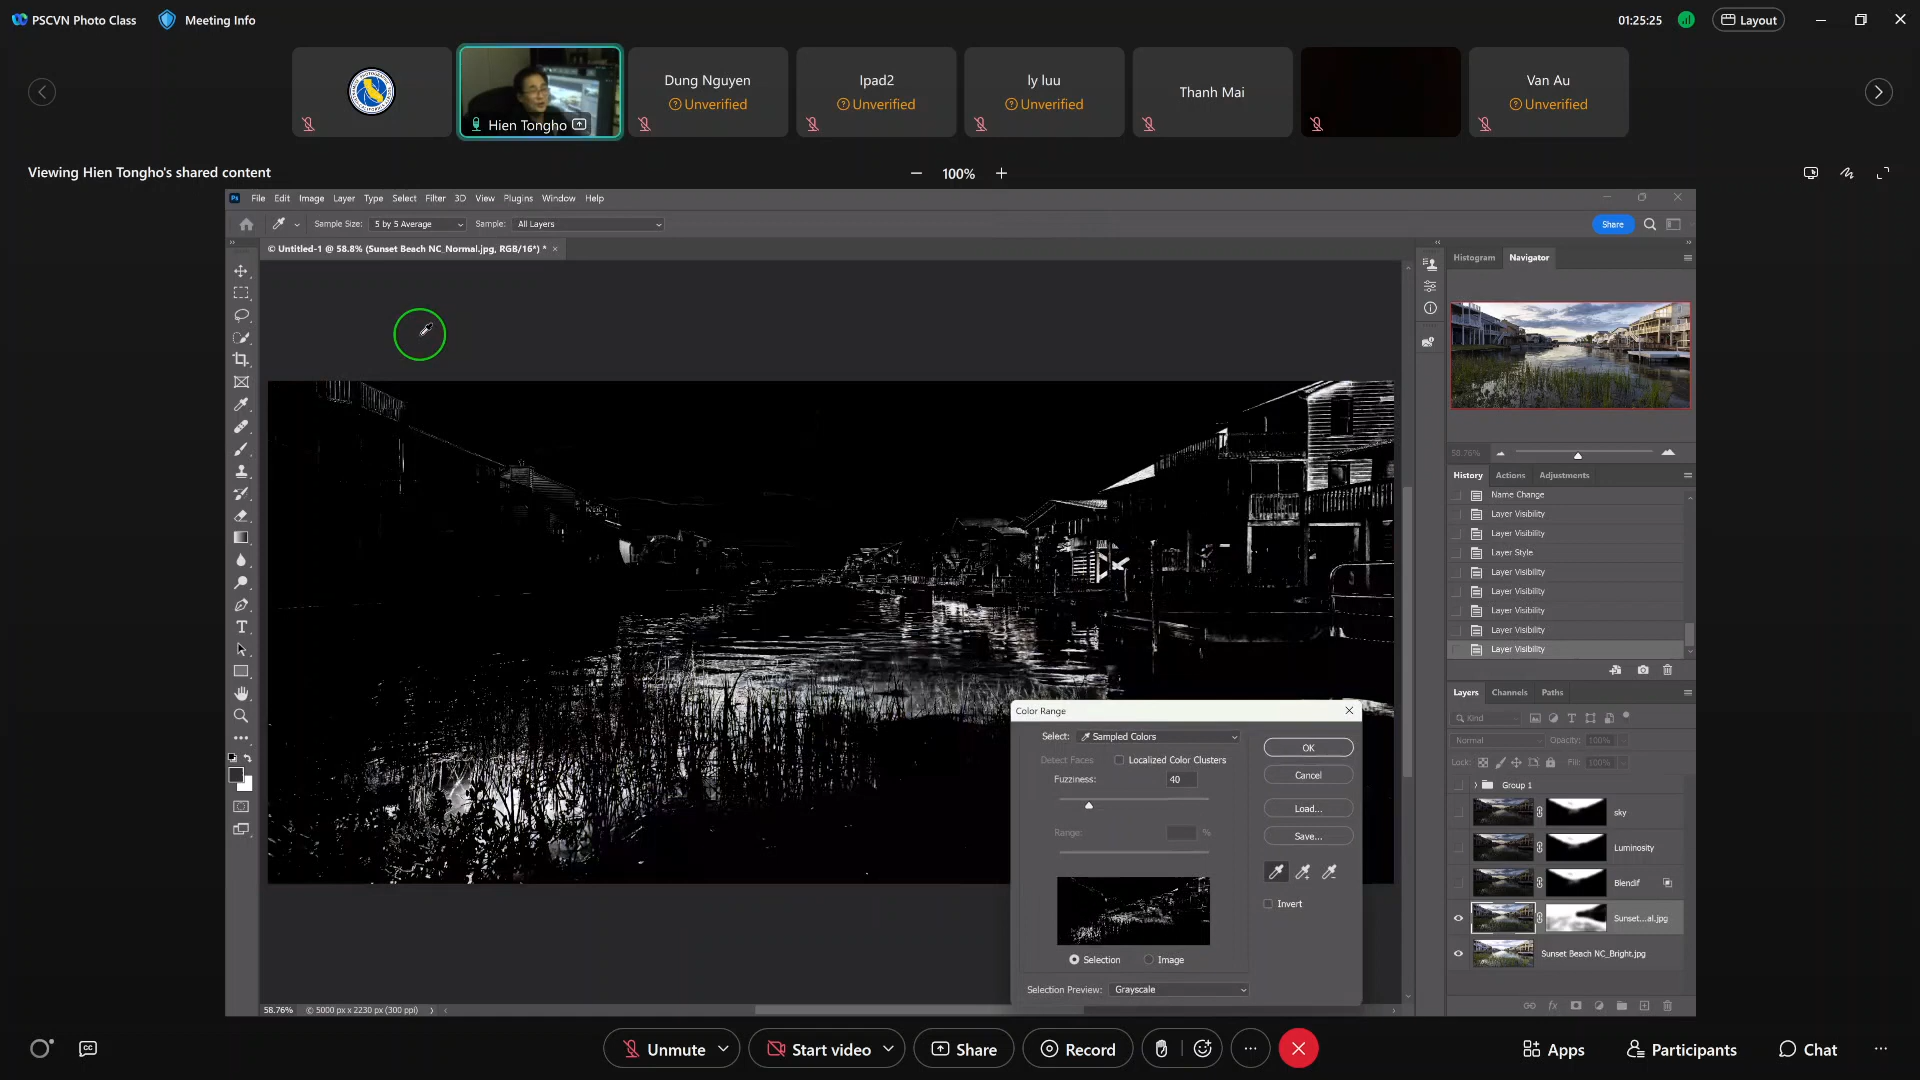 PSCVN Photo Class
Meeting Info
01:25:25
Layout
Hien Tongho
Dung Nguyen
Unverified
Ipad2
Unverified
ly luu
Unverified
Thanh Mai
Van Au
Unverified
Viewing Hien Tongho's shared content
100%
Ps File Edit Image Layer Type Select Filter 3D View Plugins Window Help
Sample Size: 5 by 5 Average Sample: All Layers
Share
© Untitled-1 @ 58.8% (Sunset Beach NC_Normal.jpg, RGB/16*) *
Histogram Navigator
58.76%
History Actions Adjustments
Name Change
Layer Visibility
Layer Visibility
Layer Style
Layer Visibility
Layer Visibility
Layer Visibility
Layer Visibility
Layer Visibility
Layers Channels Paths
Kind
Normal Opacity: 100%
Lock: Fill: 100%
Group 1
sky
Luminosity
Blendif
Sunset...al.jpg
Sunset Beach NC_Bright.jpg
Color Range
Select: Sampled Colors
Detect Faces Localized Color Clusters
Fuzziness: 40
Range: %
Selection Image
Selection Preview: Grayscale
OK
Cancel
Load...
Save...
Invert
58.76% © 5000 px x 2230 px (300 ppi)
Unmute
Start video
Share
Record
Apps
Participants
Chat